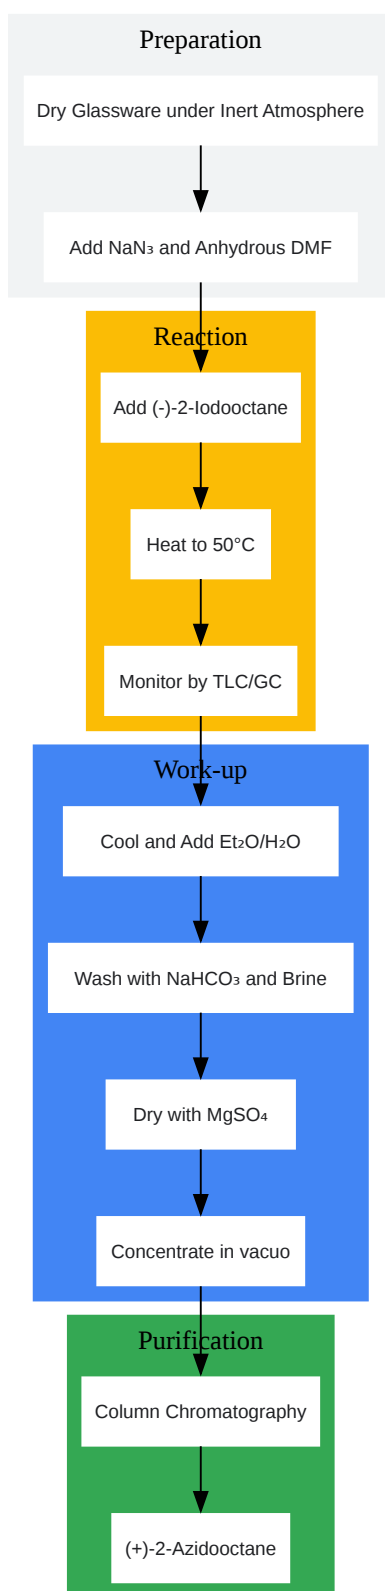 Preparation
Dry Glassware under Inert Atmosphere
Add NaN₃ and Anhydrous DMF
Reaction
Add (-)-2-Iodooctane
Heat to 50°C
Monitor by TLC/GC
Work-up
Cool and Add Et₂O/H₂O
Wash with NaHCO₃ and Brine
Dry with MgSO₄
Concentrate in vacuo
Purification
Column Chromatography
(+)-2-Azidooctane